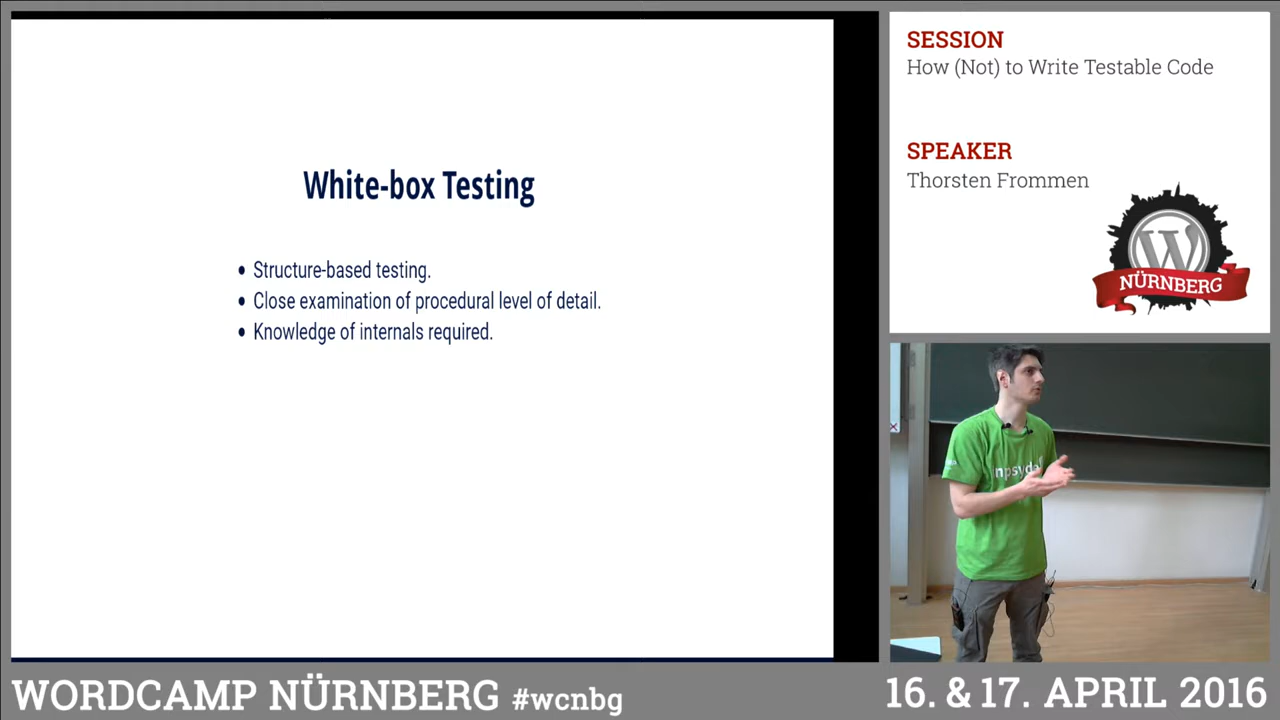 White-box Testing
Structure-based testing.
Close examination of procedural level of detail.
Knowledge of internals required.
SESSION
How (Not) to Write Testable Code
SPEAKER
Thorsten Frommen
W
NÜRNBERG
WORDCAMP NÜRNBERG #wcnbg
16. & 17. APRIL 2016